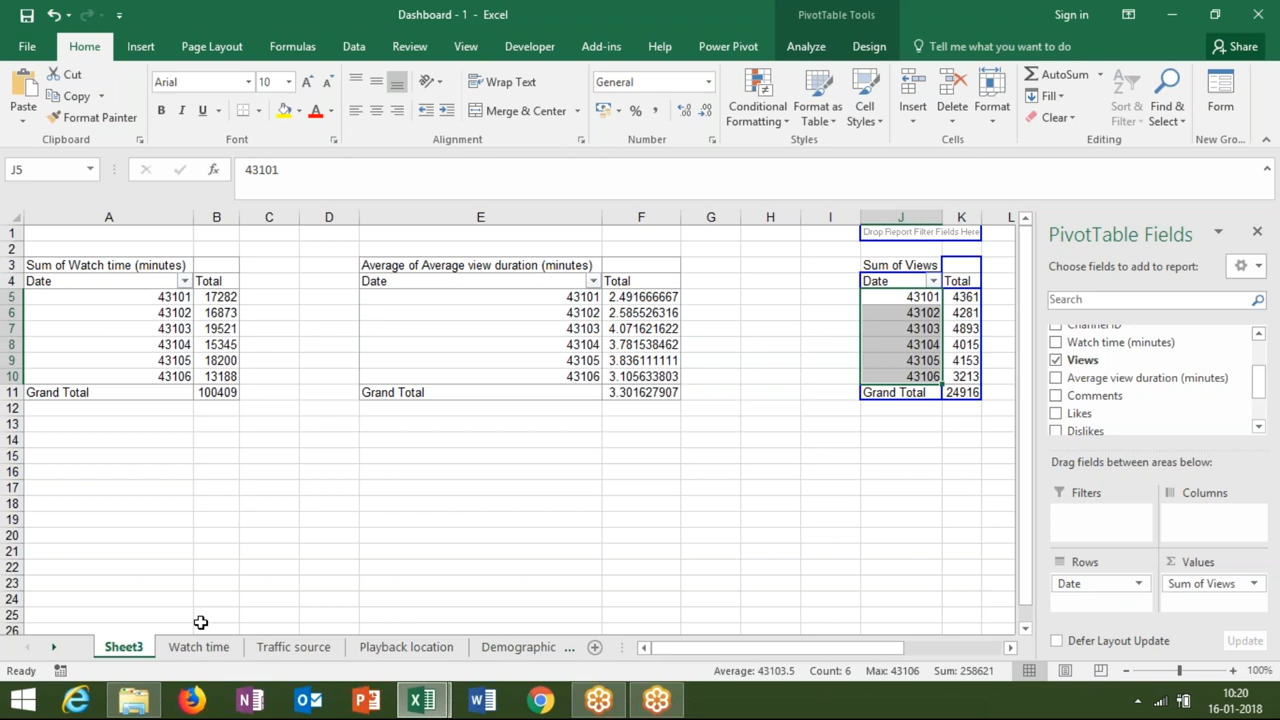 Dashboard - 1 - Excel
PivotTable Tools
Sign in
File Home Insert Page Layout Formulas Data Review View Developer Add-ins Help Power Pivot Analyze Design Tell me what you want to do Share
Paste
Cut
Copy
Format Painter
Arial 10
B I U
Wrap Text
Merge & Center
General
Conditional Formatting
Format as Table
Cell Styles
Insert
Delete
Format
AutoSum
Fill
Clear
Sort & Filter
Find & Select
Form
Clipboard Font Alignment Number Styles Cells Editing New Gro...
J5 fx 43101
A B C D E F G H I J K L
1 Drop Report Filter Fields Here
2
3 Sum of Watch time (minutes) Average of Average view duration (minutes) Sum of Views
4 Date Total Date Total Date Total
5 43101 17282 43101 2.491666667 43101 4361
6 43102 16873 43102 2.585526316 43102 4281
7 43103 19521 43103 4.071621622 43103 4893
8 43104 15345 43104 3.781538462 43104 4015
9 43105 18200 43105 3.836111111 43105 4153
10 43106 13188 43106 3.105633803 43106 3213
11 Grand Total 100409 Grand Total 3.301627907 Grand Total 24916
12
13
14
15
16
17
18
19
20
21
22
23
24
25
26
PivotTable Fields
Choose fields to add to report:
Search
Channel ID
Watch time (minutes)
Views
Average view duration (minutes)
Comments
Likes
Dislikes
Drag fields between areas below:
Filters Columns
Rows Values
Date Sum of Views
Defer Layout Update Update
Sheet3 Watch time Traffic source Playback location Demographic ...
Ready Average: 43103.5 Count: 6 Max: 43106 Sum: 258621 100%
10:20
16-01-2018